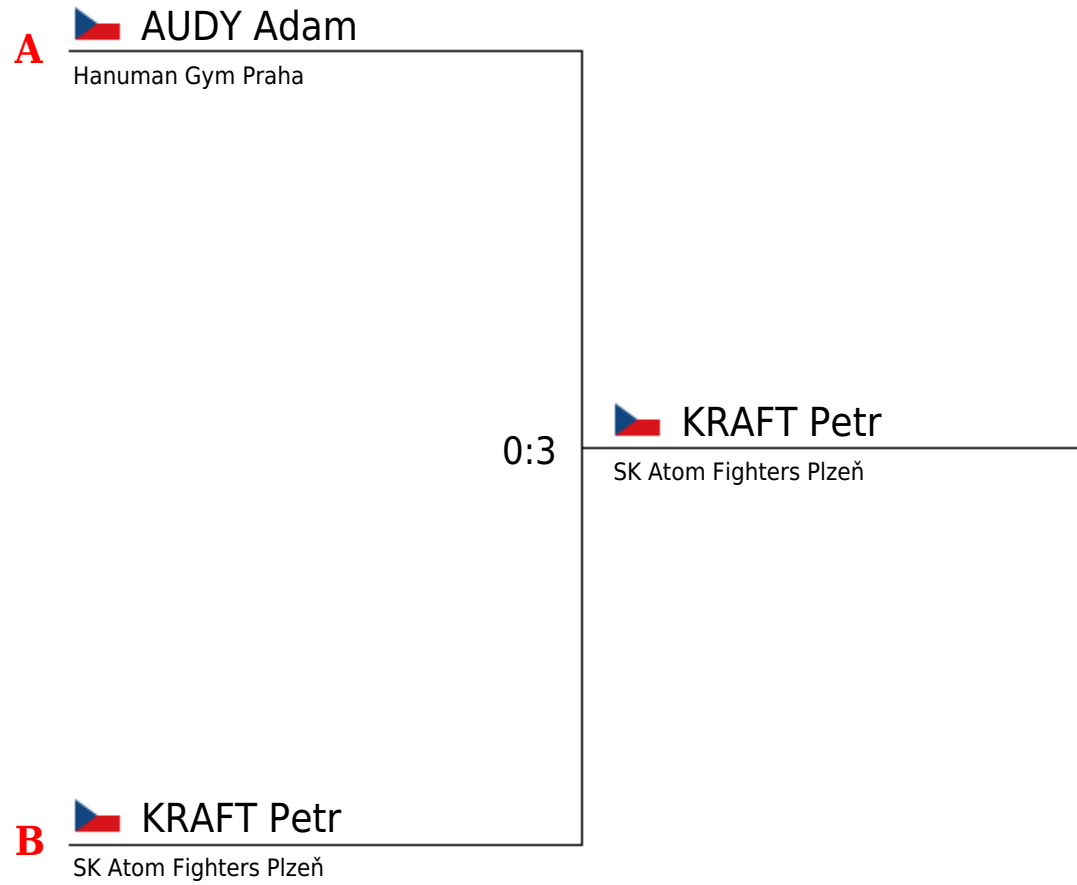 A
AUDY Adam
Hanuman Gym Praha
0:3
KRAFT Petr
SK Atom Fighters Plzeň
B
KRAFT Petr
SK Atom Fighters Plzeň